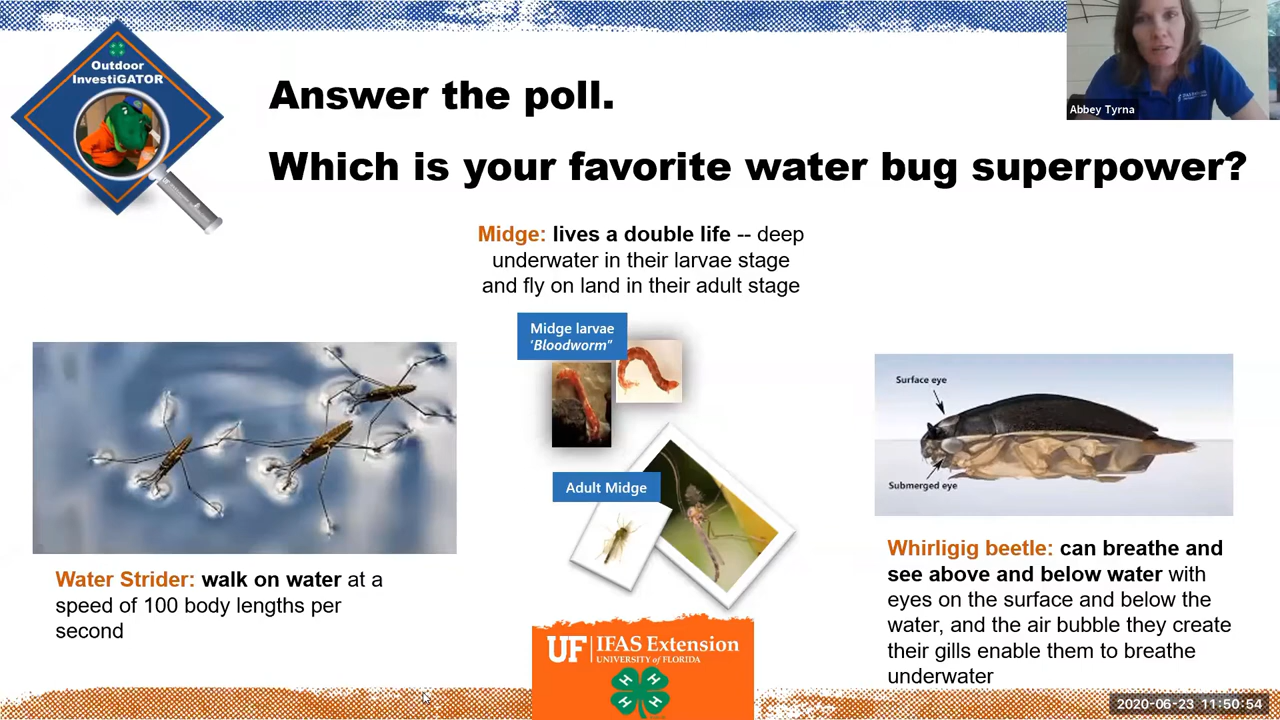 Outdoor
InvestiGATOR
Answer the poll.
Which is your favorite water bug superpower?
Abbey Tyrna
Midge: lives a double life -- deep
underwater in their larvae stage
and fly on land in their adult stage
Midge larvae
'Bloodworm"
Adult Midge
Surface eye
Submerged eye
Water Strider: walk on water at a
speed of 100 body lengths per
second
Whirligig beetle: can breathe and
see above and below water with
eyes on the surface and below the
water, and the air bubble they create
their gills enable them to breathe
underwater
UF IFAS Extension
UNIVERSITY of FLORIDA
H H
H H
2020-06-23 11:50:54